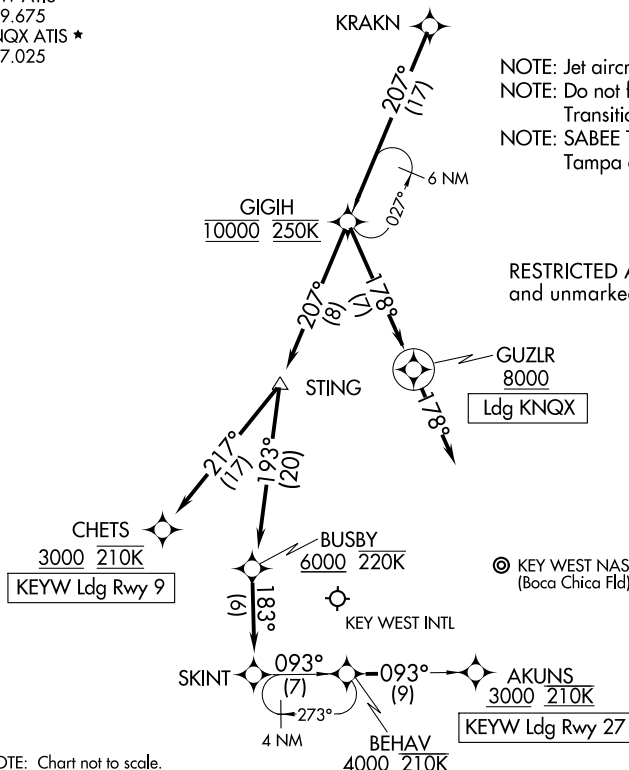 9.675
QX ATIS ★
7.025
KRAKN
207°
(17)
NOTE: Jet aircr
NOTE: Do not f
Transitio
NOTE: SABEE T
Tampa
6 NM
027°
GIGIH
10000 250K
207°
(8)
178°
(7)
RESTRICTED A
and unmarke
GUZLR
8000
Ldg KNQX
178°
STING
217°
(17)
193°
(20)
CHETS
3000 210K
KEYW Ldg Rwy 9
BUSBY
6000 220K
KEY WEST NAS
(Boca Chica Fld)
KEY WEST INTL
183°
(6)
SKINT
093°
(7)
093°
(9)
AKUNS
3000 210K
KEYW Ldg Rwy 27
273°
4 NM
BEHAV
4000 210K
OTE: Chart not to scale.